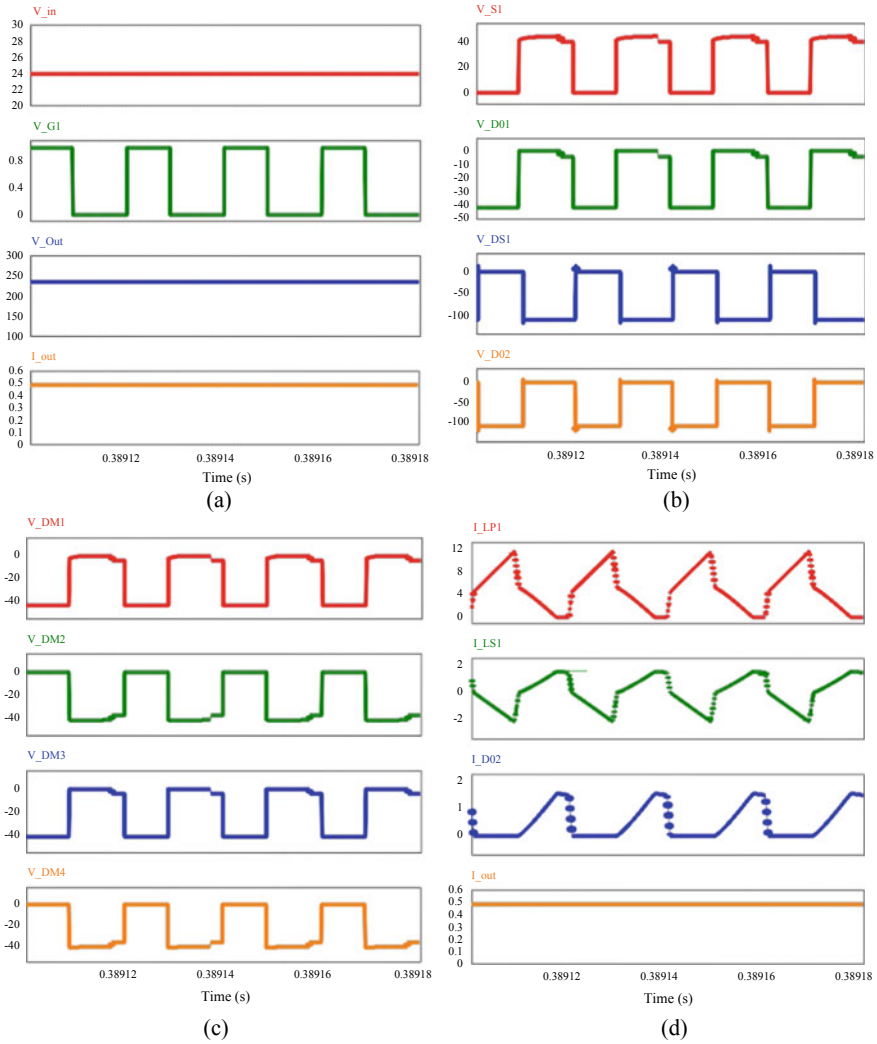 V_in
30
28
26
24
22
20
V_G1
0.8
0.4
0
V_Out
300
250
200
150
100
I_out
0.6
0.5
0.4
0.3
0.2
0.1
0
0.38912 0.38914 0.38916 0.38918
Time (s)
(a)
V_S1
40
20
0
V_D01
0
-10
-20
-30
-40
-50
V_DS1
0
-50
-100
V_D02
0
-50
-100
0.38912 0.38914 0.38916 0.38918
Time (s)
(b)
V_DM1
0
-20
-40
V_DM2
0
-20
-40
V_DM3
0
-20
-40
V_DM4
0
-20
-40
0.38912 0.38914 0.38916 0.38918
Time (s)
(c)
I_LP1
12
8
4
0
I_LS1
2
0
-2
I_D02
2
1
0
I_out
0.6
0.5
0.4
0.3
0.2
0.1
0
0.38912 0.38914 0.38916 0.38918
Time (s)
(d)